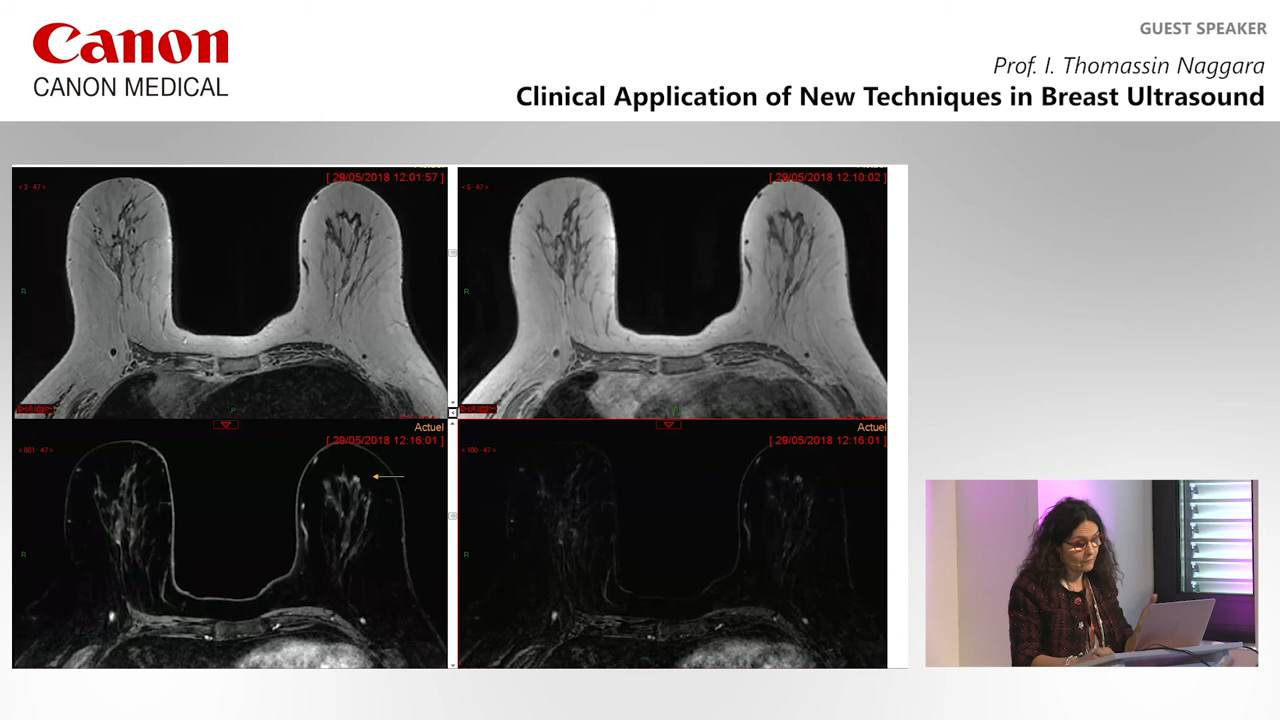 Canon
CANON MEDICAL
GUEST SPEAKER
Prof. I. Thomassin Naggara
Clinical Application of New Techniques in Breast Ultrasound
[ 29/05/2018 12:01:57 ]
[ 29/05/2018 12:10:02 ]
R
R
Actuel
Actuel
[ 29/05/2018 12:16:01 ]
[ 29/05/2018 12:16:01 ]
R
R